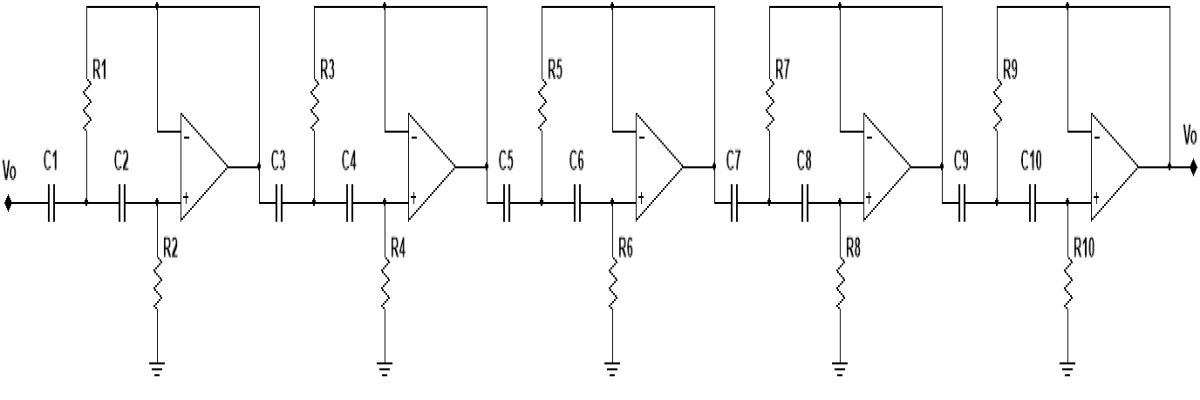 R1
R3
R5
R7
R9
-
-
-
-
-
Vo
C1
C2
C3
C4
C5
C6
C7
C8
C9
C10
Vo
+
+
+
+
+
R2
R4
R6
R8
R10